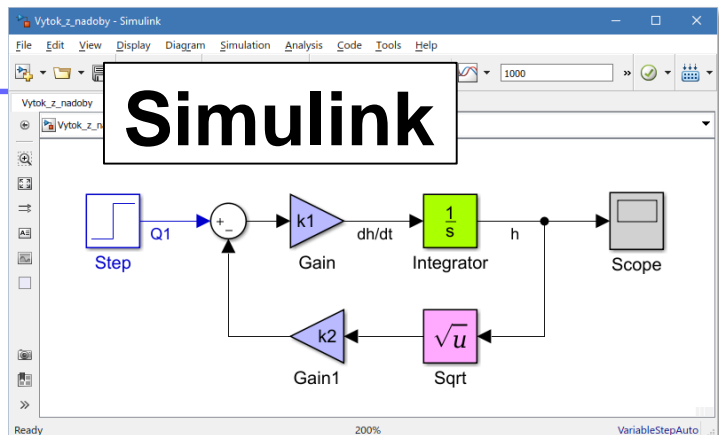 Vytok_z_nadoby - Simulink
File Edit View Display Diagram Simulation Analysis Code Tools Help
1000 »
Vytok_z_nadoby
Vytok_z_n
Simulink
Step
Q1
+
−
k1
Gain
dh/dt
1
s
Integrator
h
Scope
k2
Gain1
√u
Sqrt
Ready 200% VariableStepAuto